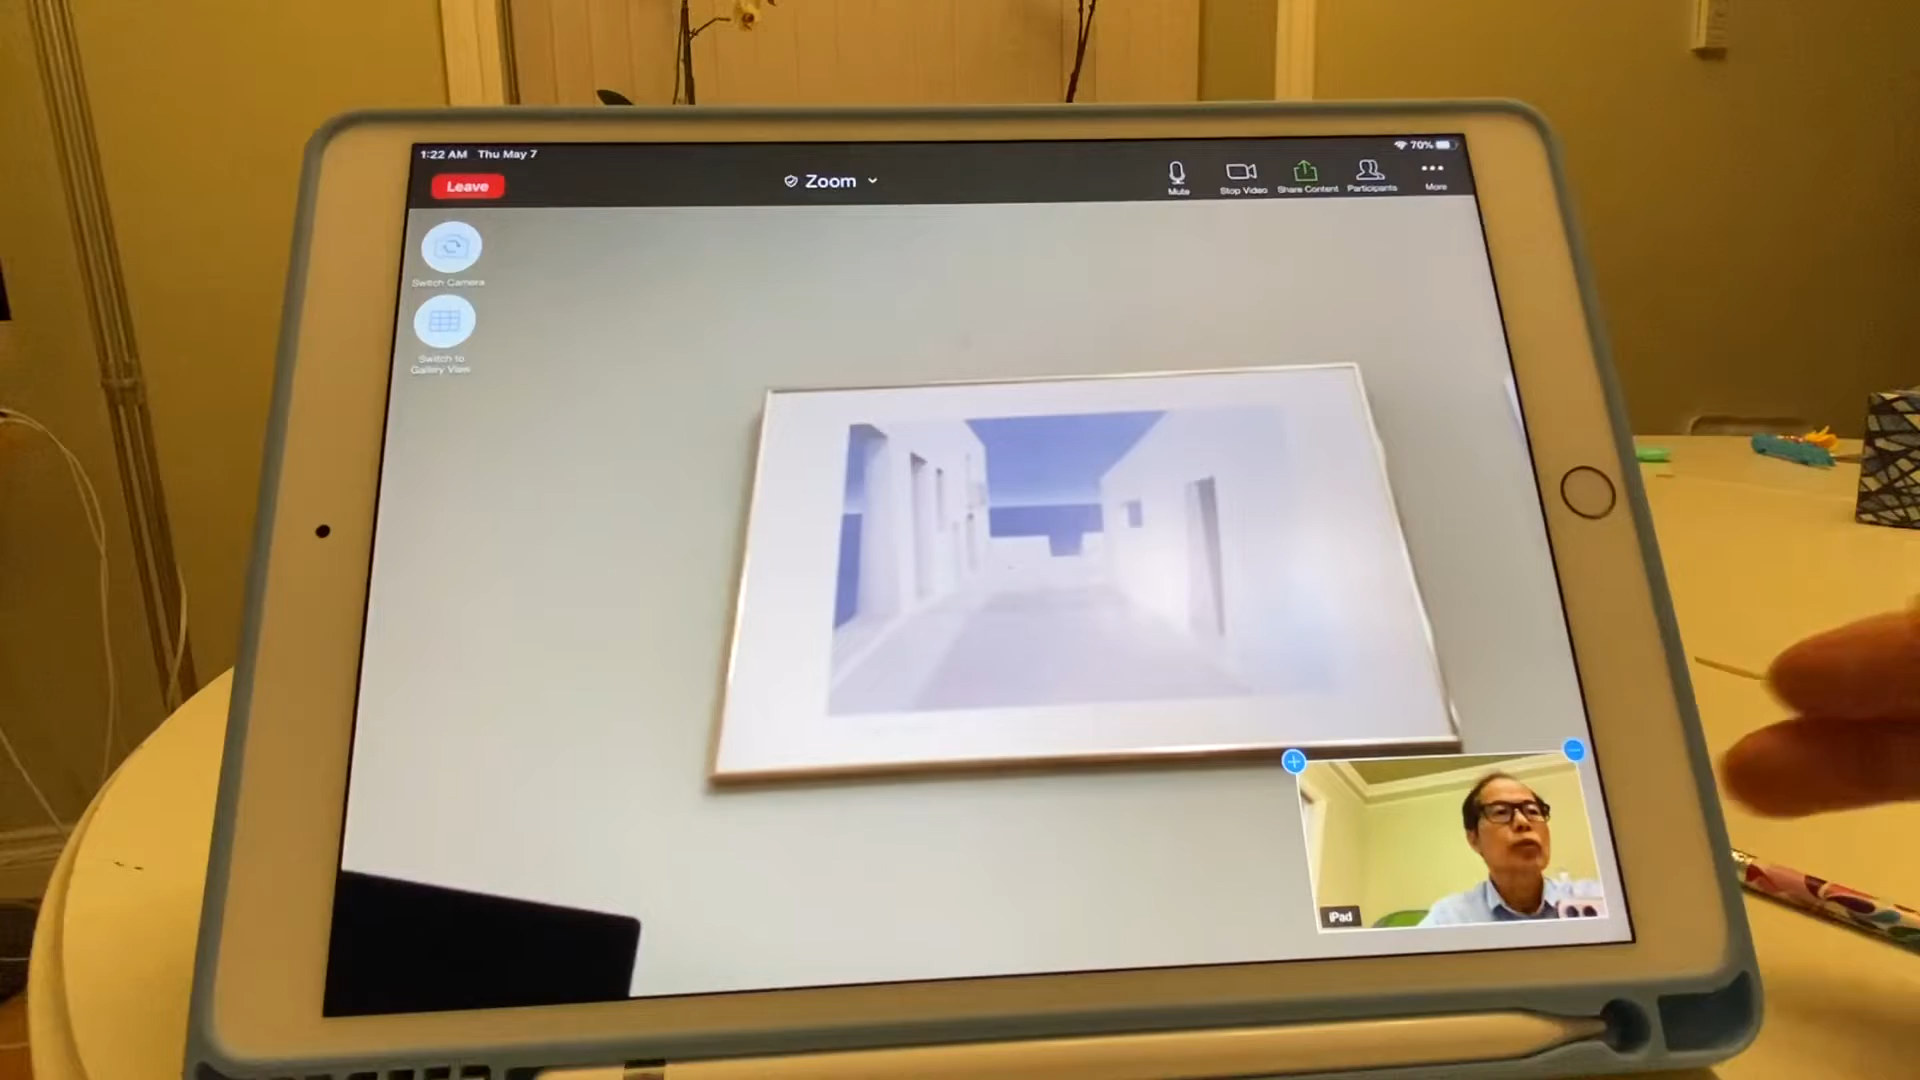 1:22 AM Thu May 7
70%
Leave
Zoom
Mute
Stop Video
Share Content
Participants
More
Switch Camera
Switch to
Gallery View
iPad